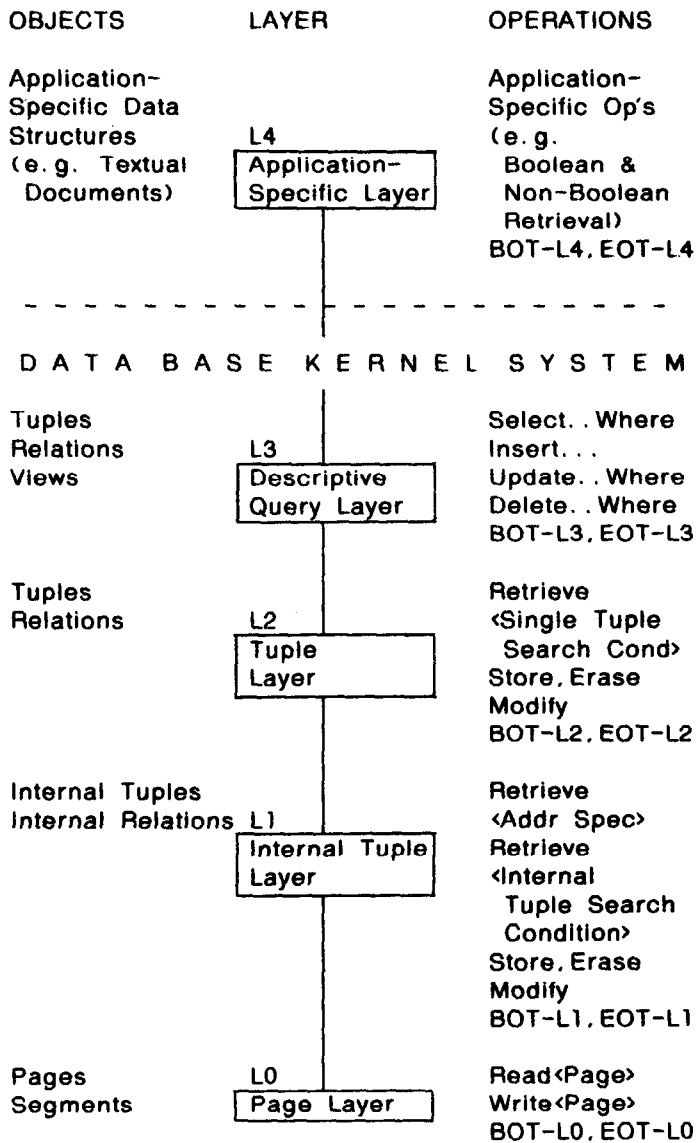 OBJECTS LAYER OPERATIONS
Application- Application-
Specific Data Specific Op's
Structures L4 (e.g.
(e.g. Textual Application- Boolean &
Documents) Specific Layer Non-Boolean
Retrieval)
BOT-L4, EOT-L4
DATA BASE KERNEL SYSTEM
Tuples Select..Where
Relations L3 Insert...
Views Descriptive Update..Where
Query Layer Delete..Where
BOT-L3, EOT-L3
Tuples Retrieve
Relations L2 <Single Tuple
Tuple Search Cond>
Layer Store, Erase
Modify
BOT-L2, EOT-L2
Internal Tuples Retrieve
Internal Relations L1 <Addr Spec>
Internal Tuple Retrieve
Layer <Internal
Tuple Search
Condition>
Store, Erase
Modify
BOT-L1, EOT-L1
Pages L0 Read<Page>
Segments Page Layer Write<Page>
BOT-L0, EOT-L0